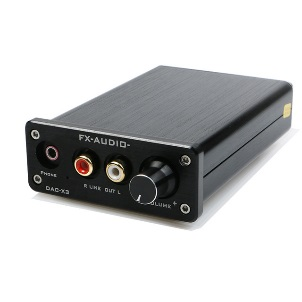 FX-AUDIO-
PHONE
R LINE OUT L
VOLUME +
DAC-X3